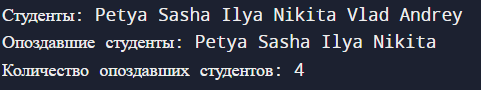 Студенты: Petya Sasha Ilya Nikita Vlad Andrey
Опоздавшие студенты: Petya Sasha Ilya Nikita
Количество опоздавших студентов: 4